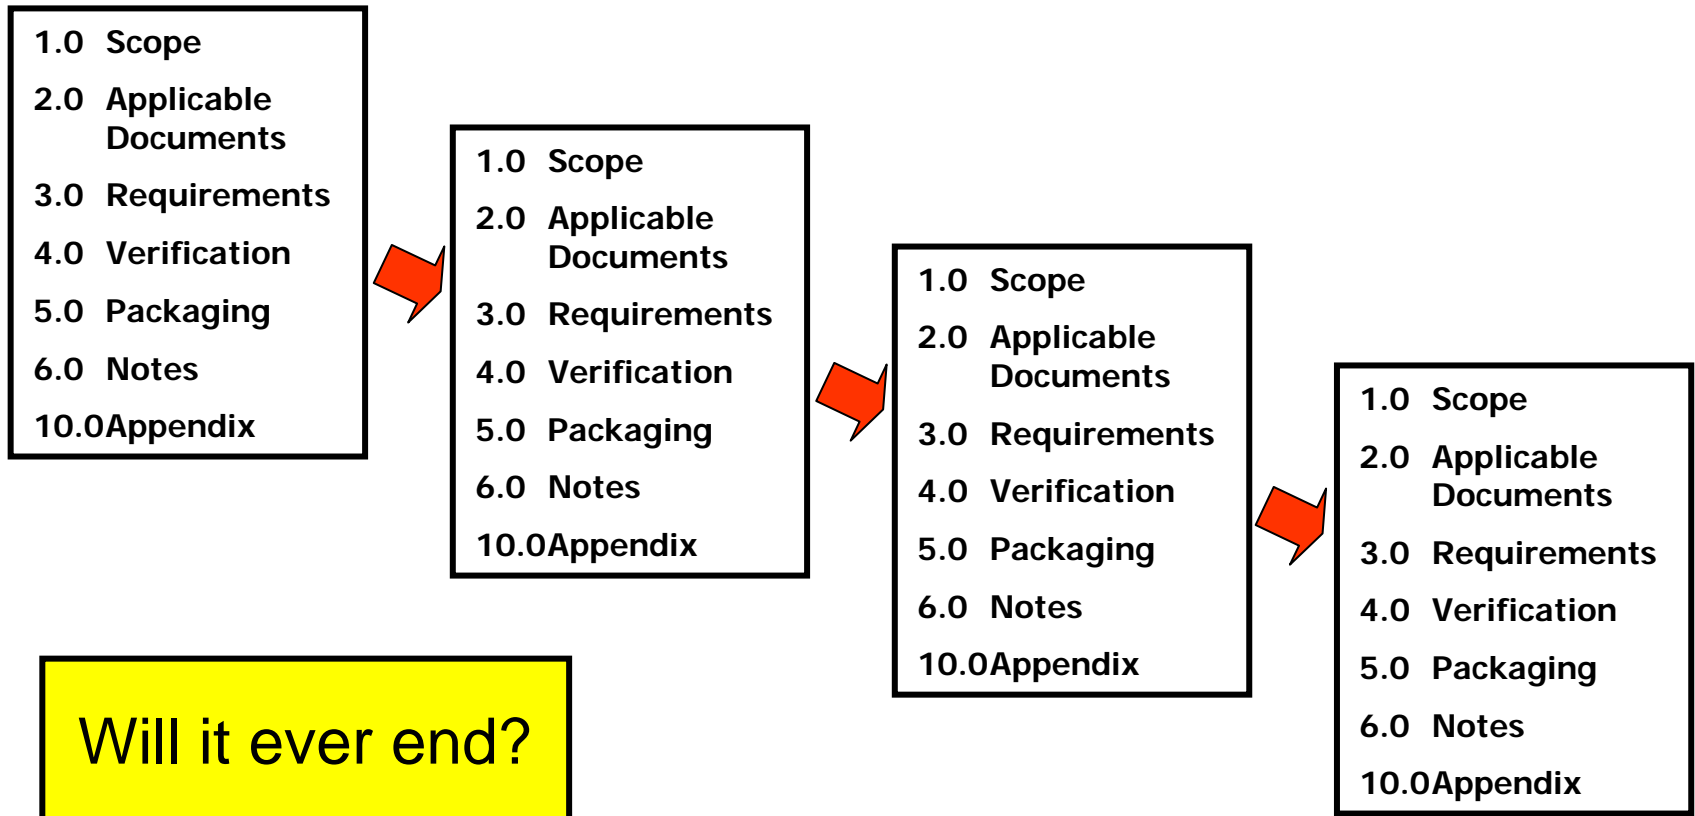 1.0 Scope
2.0 Applicable
Documents
3.0 Requirements
4.0 Verification
5.0 Packaging
6.0 Notes
10.0Appendix
1.0 Scope
2.0 Applicable
Documents
3.0 Requirements
4.0 Verification
5.0 Packaging
6.0 Notes
10.0Appendix
1.0 Scope
2.0 Applicable
Documents
3.0 Requirements
4.0 Verification
5.0 Packaging
6.0 Notes
10.0Appendix
1.0 Scope
2.0 Applicable
Documents
3.0 Requirements
4.0 Verification
5.0 Packaging
6.0 Notes
10.0Appendix
Will it ever end?